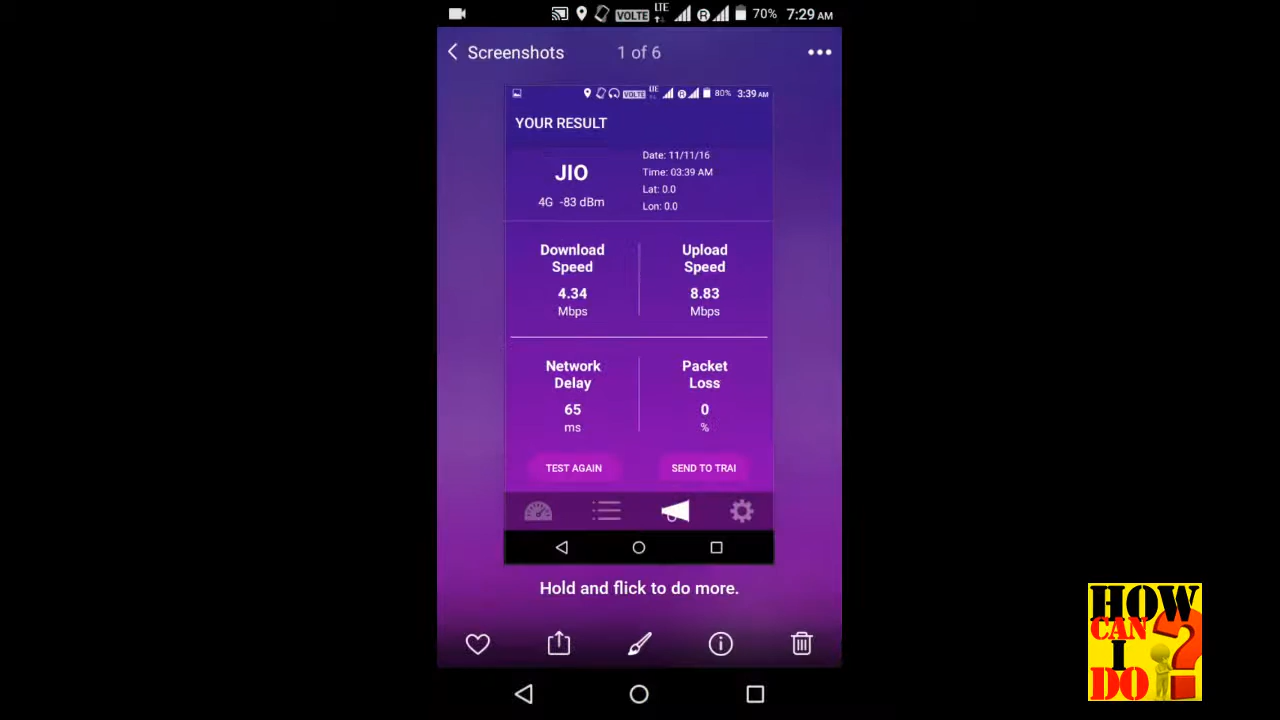 VOLTE LTE R 70% 7:29 AM
Screenshots 1 of 6
VOLTE LTE R 80% 3:39 AM
YOUR RESULT
JIO
4G -83 dBm
Date: 11/11/16
Time: 03:39 AM
Lat: 0.0
Lon: 0.0
Download
Speed
4.34
Mbps
Upload
Speed
8.83
Mbps
Network
Delay
65
ms
Packet
Loss
0
%
TEST AGAIN
SEND TO TRAI
Hold and flick to do more.
HOW
CAN
I
DO
?